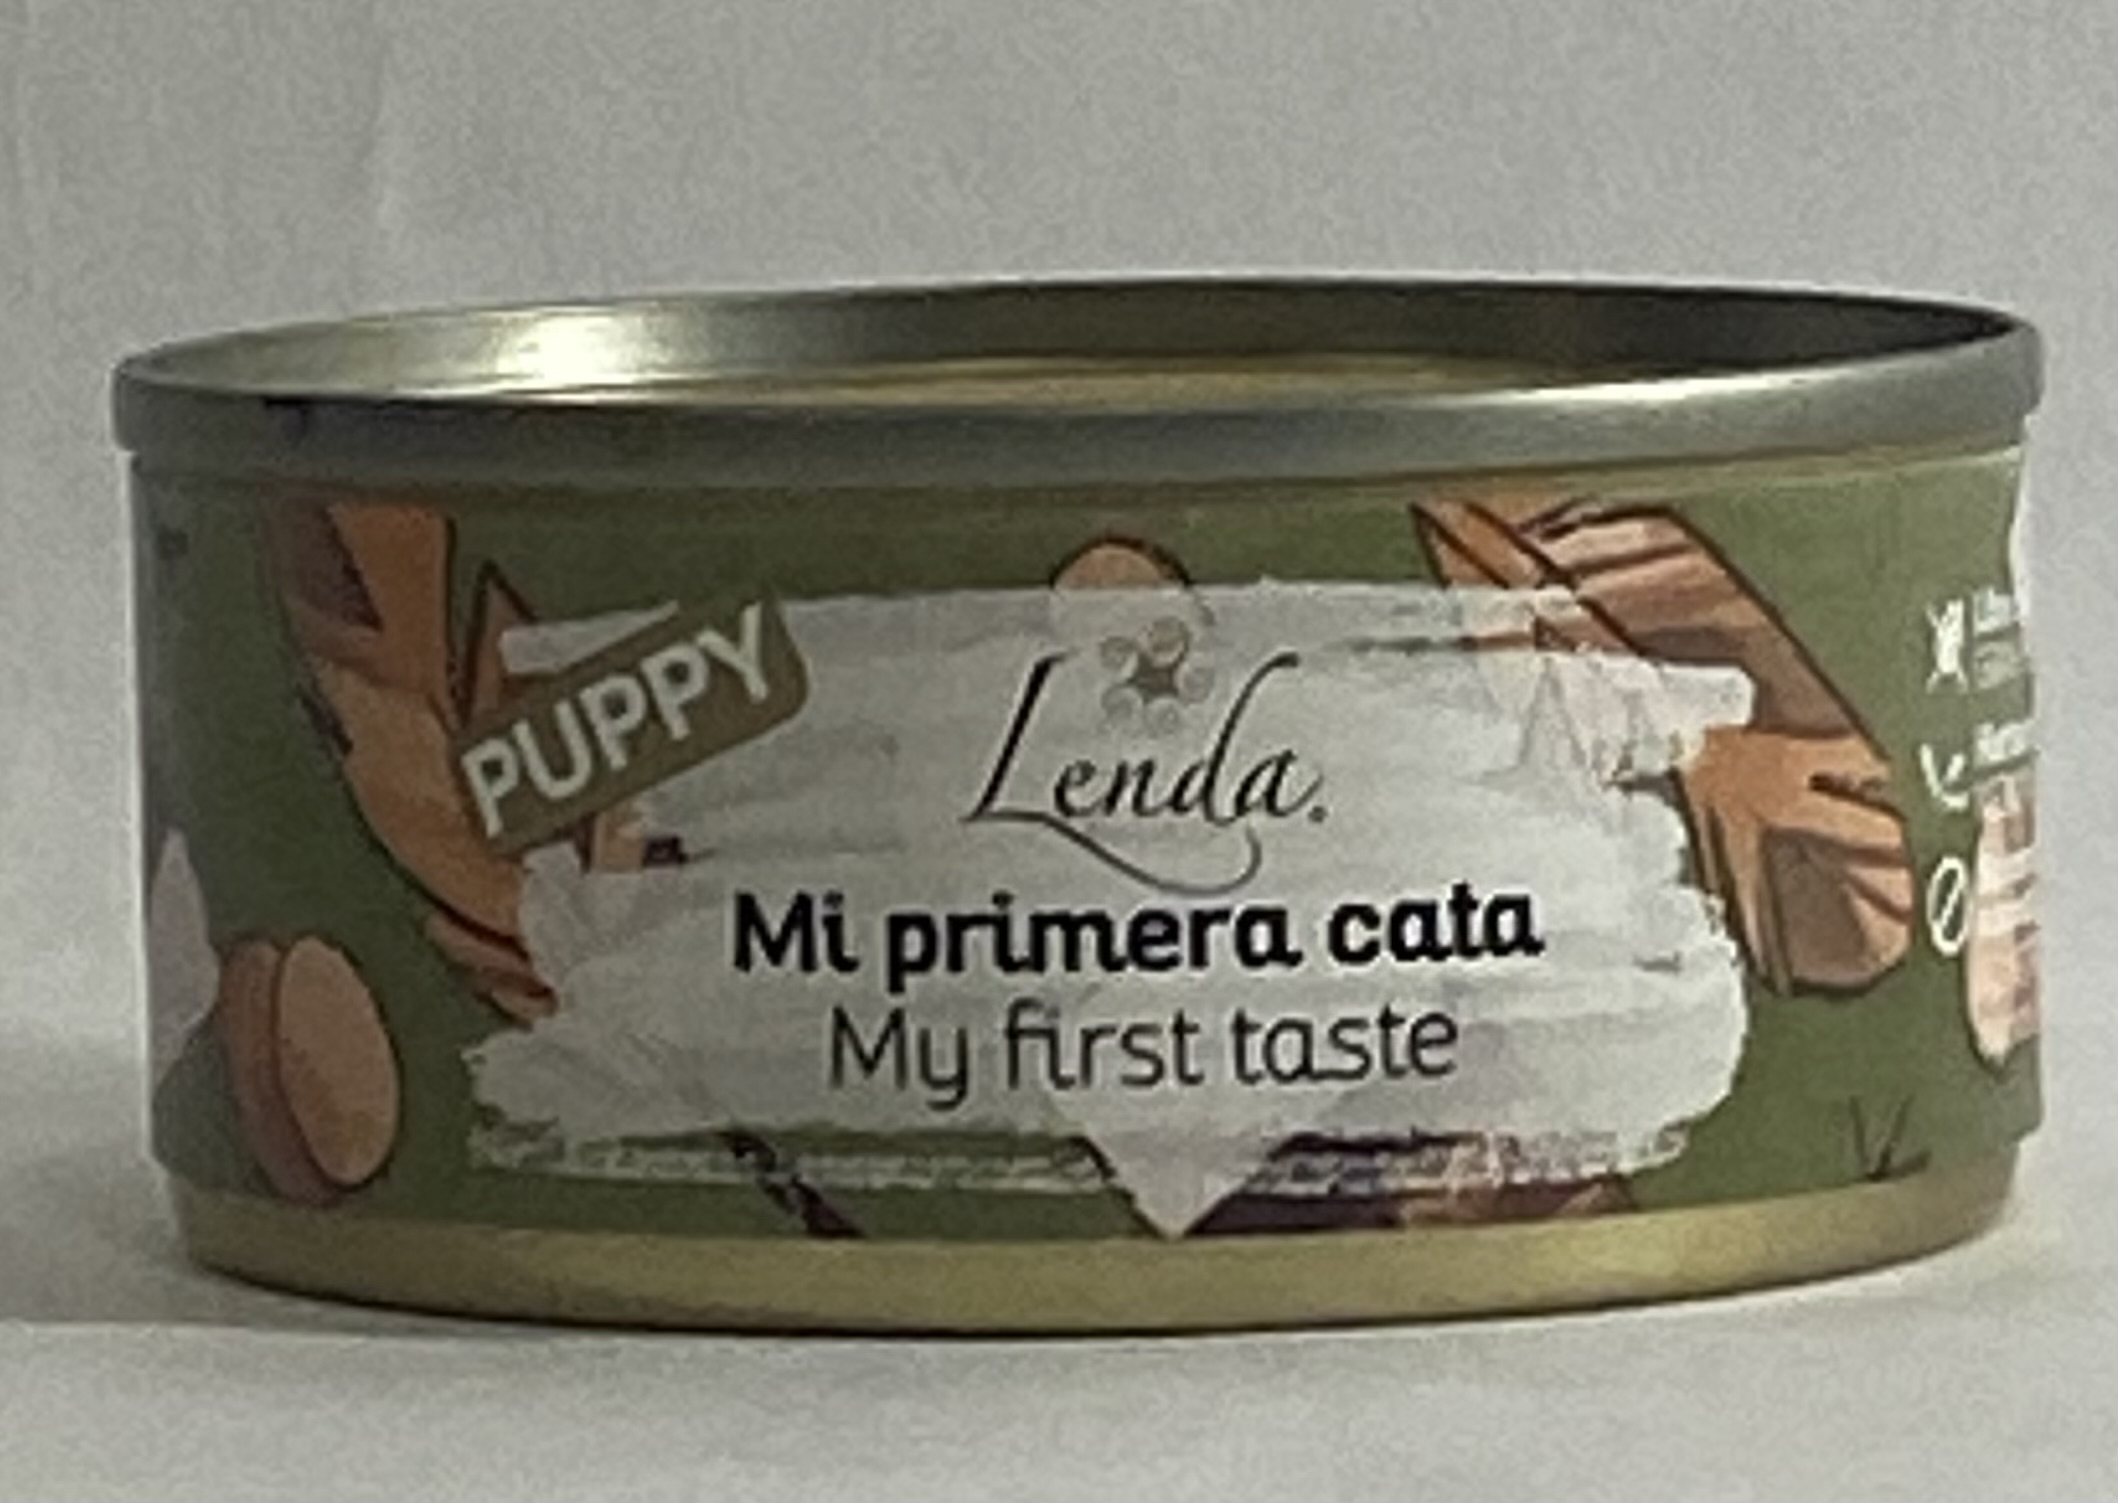 PUPPY
Lenda.
Mi primera cata
My first taste